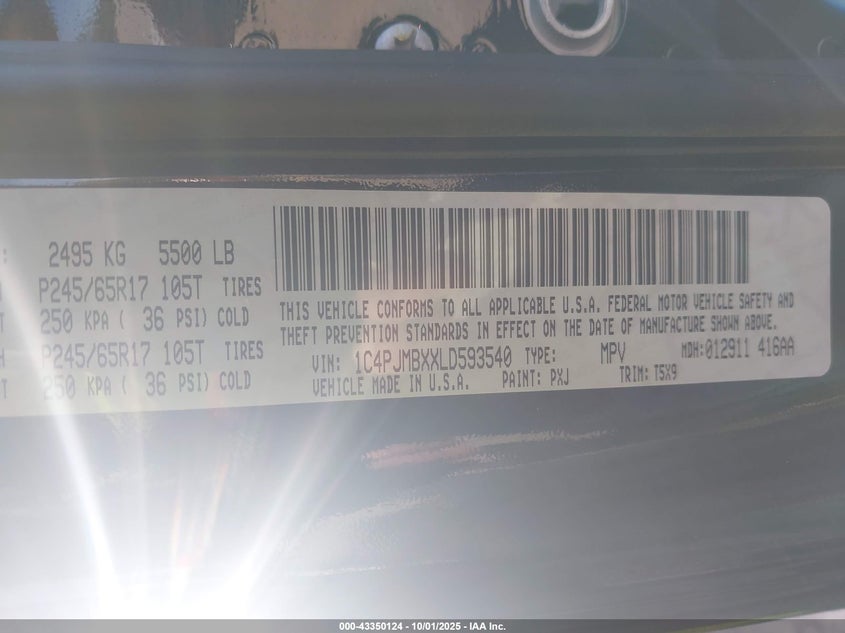 : 2495 KG 5500 LB
P245/65R17 105T TIRES
250 KPA ( 36 PSI) COLD
P245/65R17 105T TIRES
250 KPA ( 36 PSI) COLD
THIS VEHICLE CONFORMS TO ALL APPLICABLE U.S.A. FEDERAL MOTOR VEHICLE SAFETY AND
THEFT PREVENTION STANDARDS IN EFFECT ON THE DATE OF MANUFACTURE SHOWN ABOVE.
VIN: 1C4PJMBXXLD593540 TYPE: MPV MDH:012911 416AA
VEHICLE MADE IN U.S.A. PAINT: PXJ TRIM: T5X9
000-43350124 - 10/01/2025 - IAA Inc.